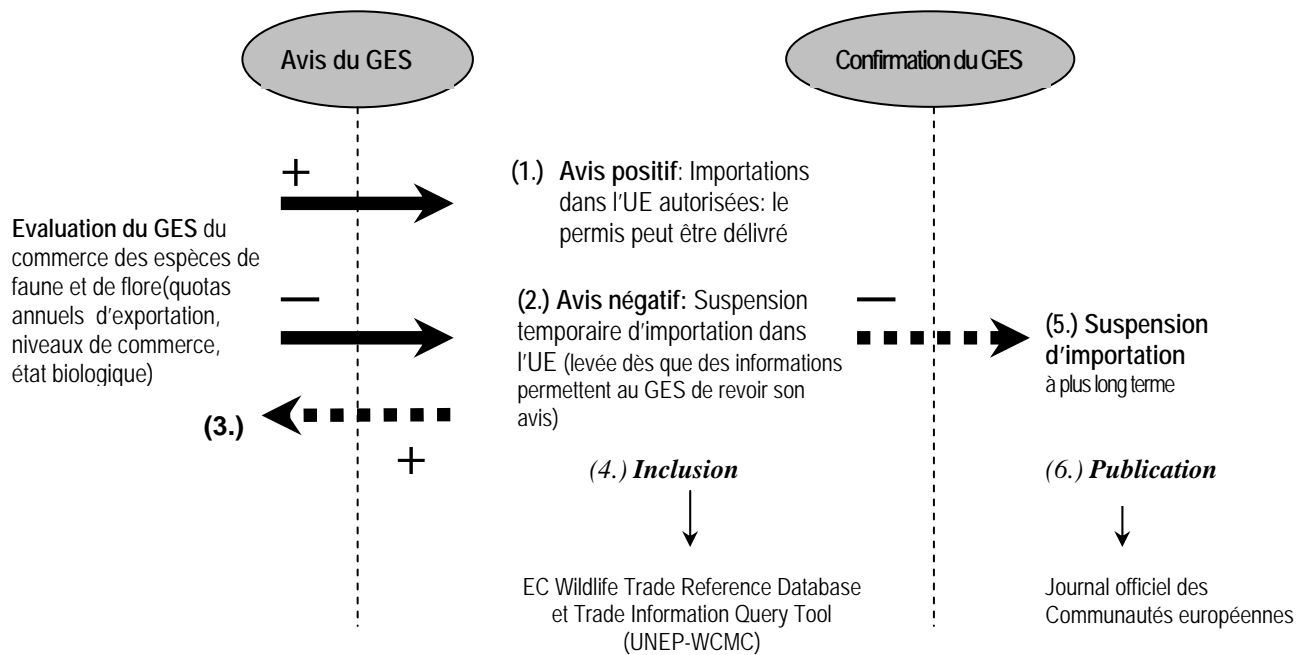 Avis du GES
Confirmation du GES
+
(1.) Avis positif: Importations
dans l'UE autorisées: le
permis peut être délivré
Evaluation du GES du
commerce des espèces de
faune et de flore(quotas
annuels d'exportation,
niveaux de commerce,
état biologique)
—
(2.) Avis négatif: Suspension
temporaire d'importation dans
l'UE (levée dès que des informations
permettent au GES de revoir son
avis)
—
(5.) Suspension
d'importation
à plus long terme
(3.)
+
(4.) Inclusion
(6.) Publication
EC Wildlife Trade Reference Database
et Trade Information Query Tool
(UNEP-WCMC)
Journal officiel des
Communautés européennes